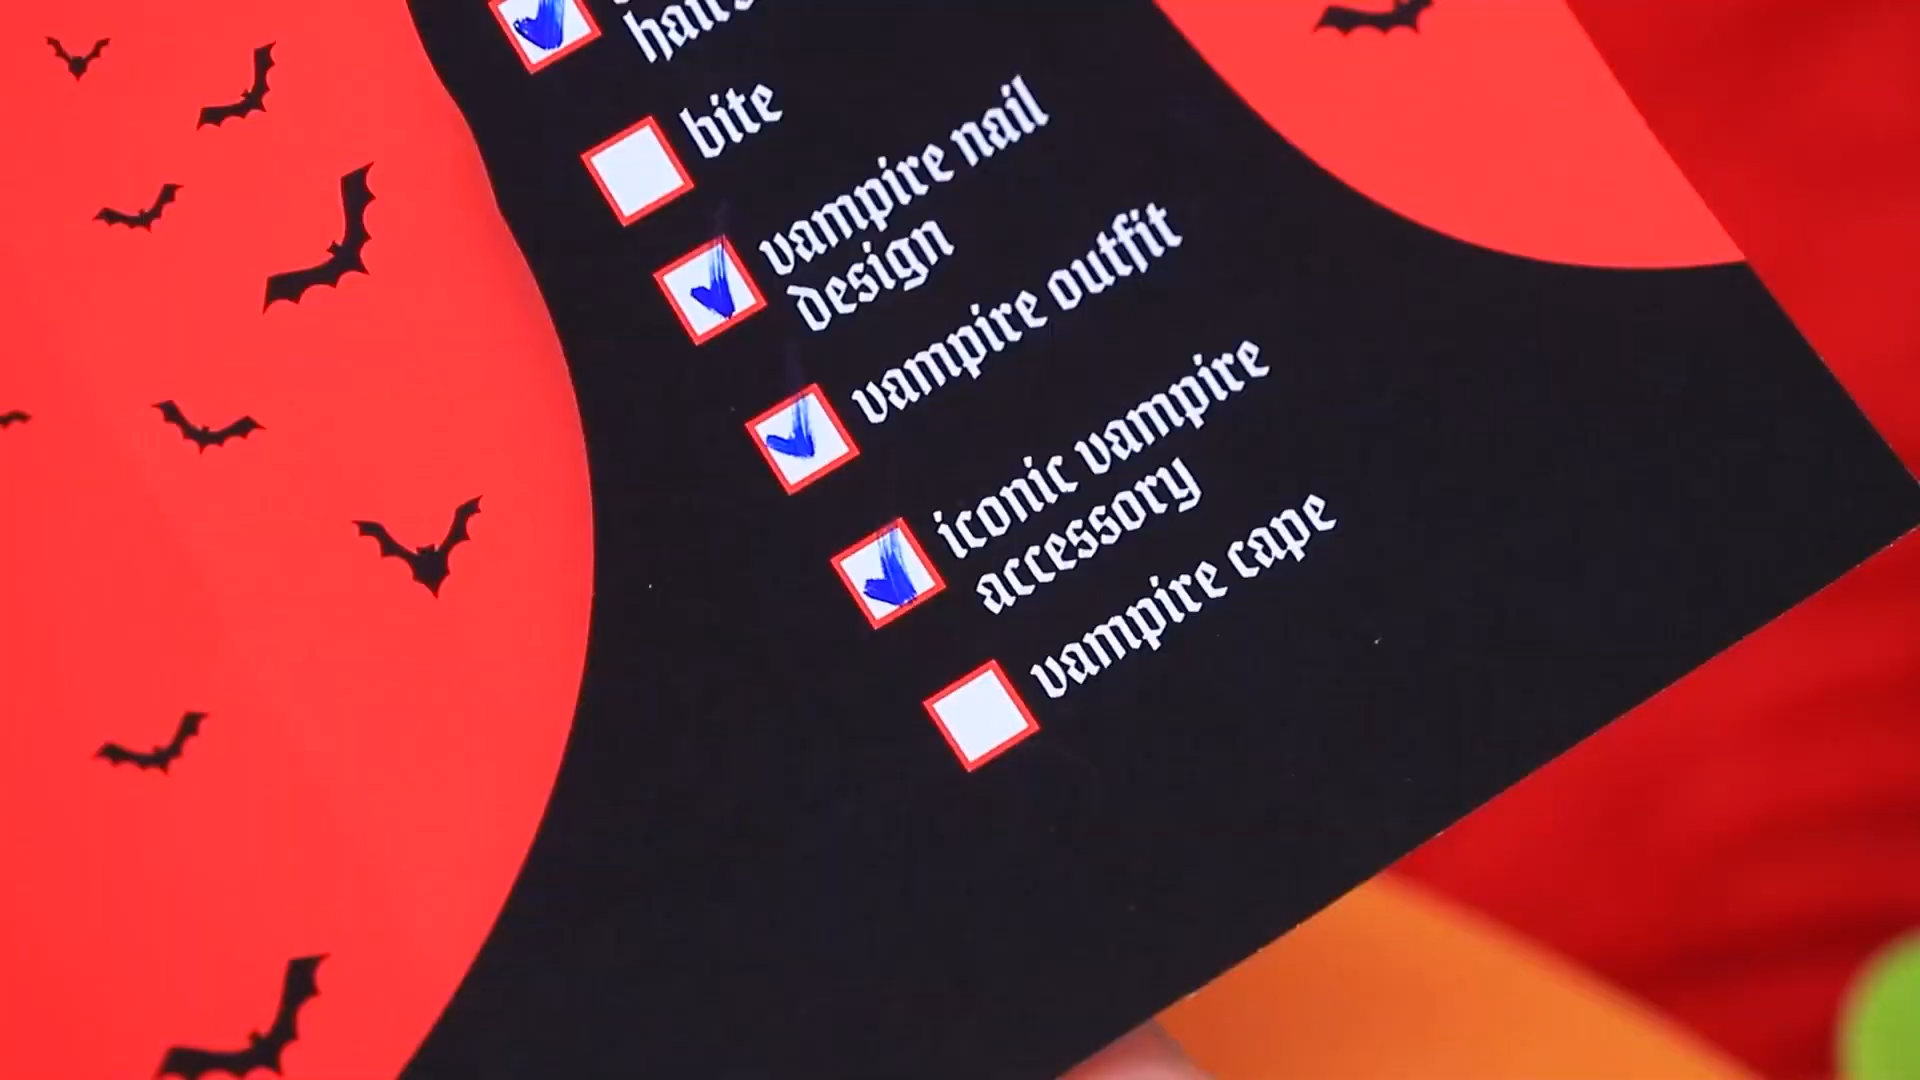 bite
vampire nail
design
vampire outfit
iconic vampire
accessory
vampire cape